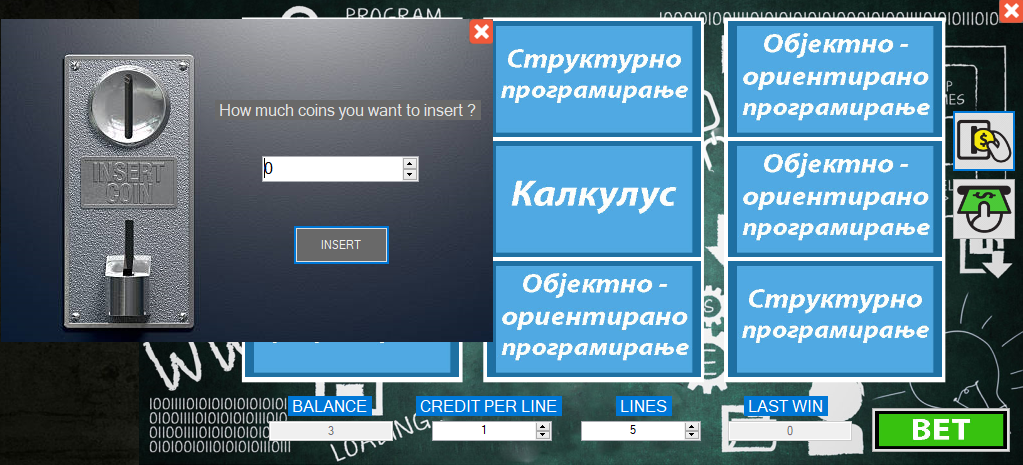 PROGRAM
How much coins you want to insert ?
INSERT
COIN
0
INSERT
Структурно
програмирање
Објектно -
ориентирано
програмирање
Калкулус
Објектно -
ориентирано
програмирање
Објектно -
ориентирано
програмирање
Структурно
програмирање
LOADING...
BALANCE
CREDIT PER LINE
LINES
LAST WIN
3
1
5
0
BET